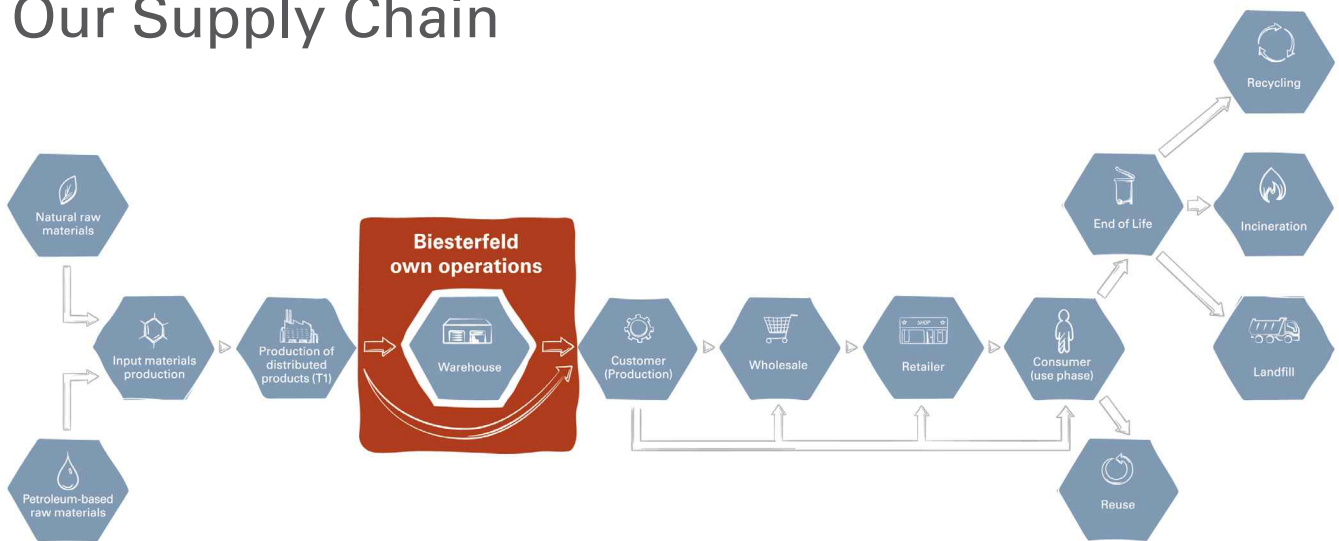 Our Supply Chain
Recycling
Natural raw
materials
End of Life
Incineration
Biesterfeld
own operations
Input materials
production
Production of
distributed
products (T1)
Warehouse
Customer
(Production)
Wholesale
SHOP
Retailer
Consumer
(use phase)
Landfill
Petroleum-based
raw materials
Reuse